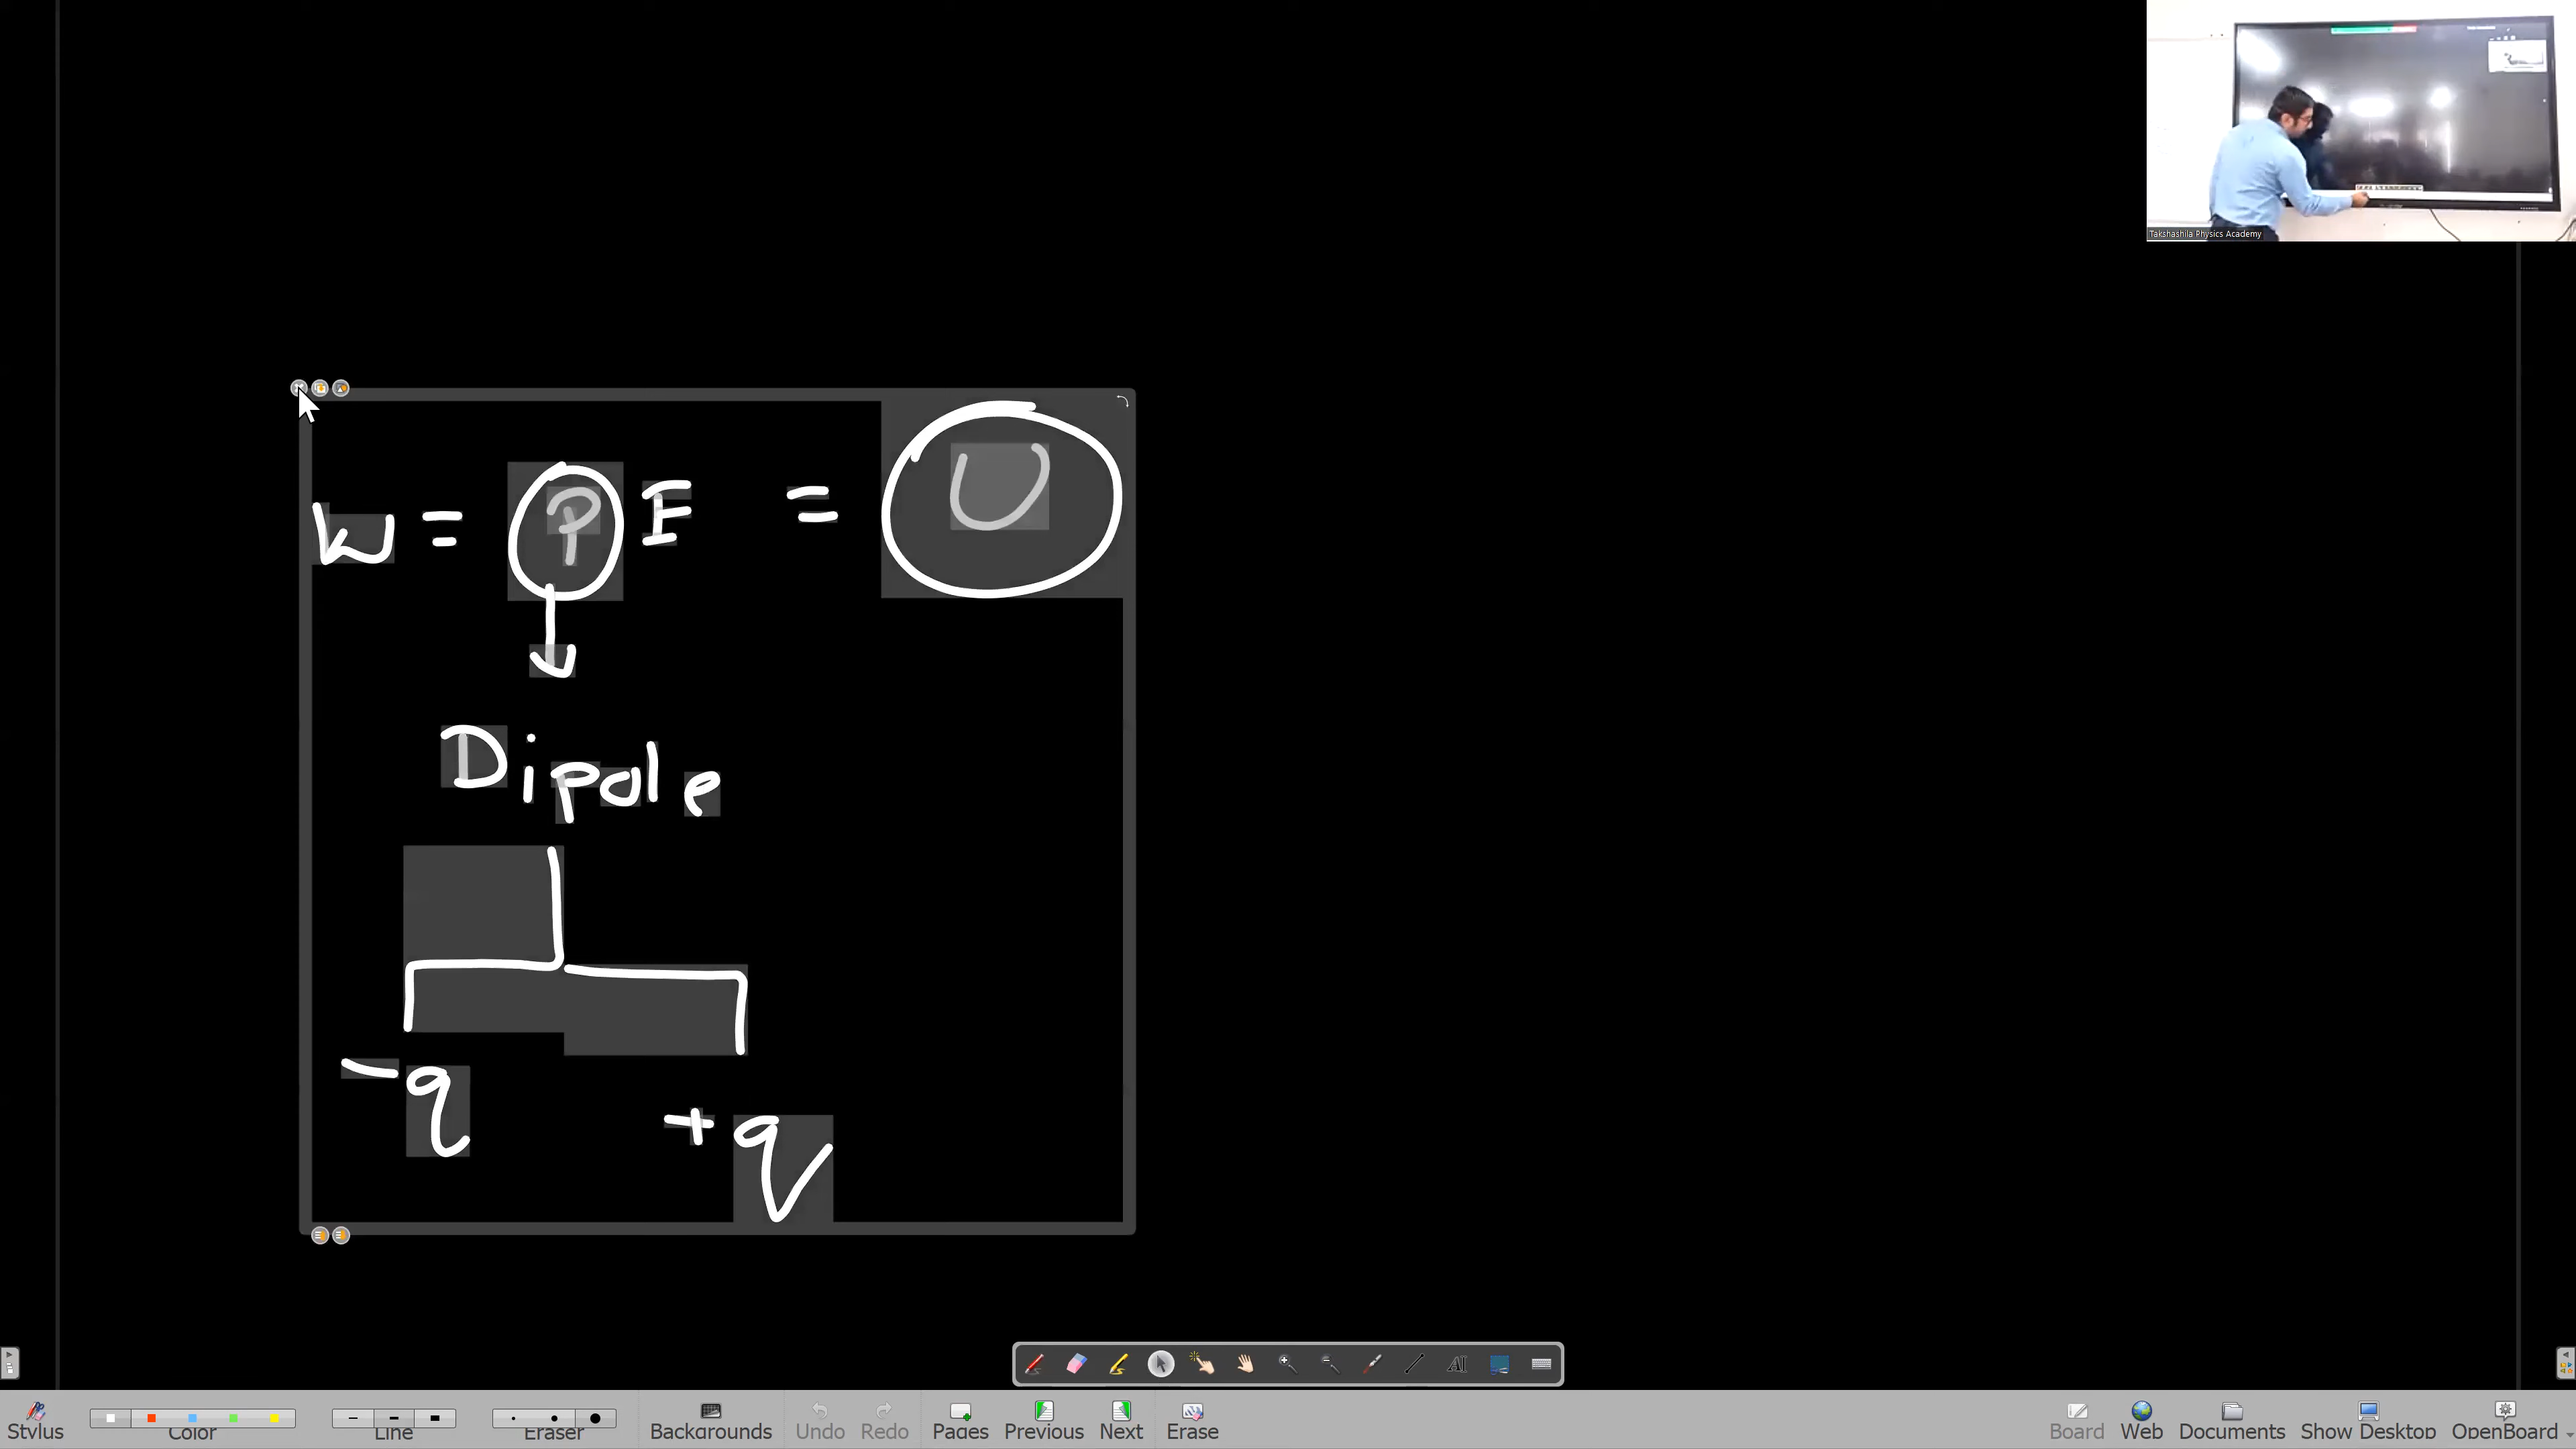 Takshashila Physics Academy
W = P E = U
Dipole
-q +q
Stylus Color Line Eraser Backgrounds Undo Redo Pages Previous Next Erase Board Web Documents Show Desktop OpenBoard